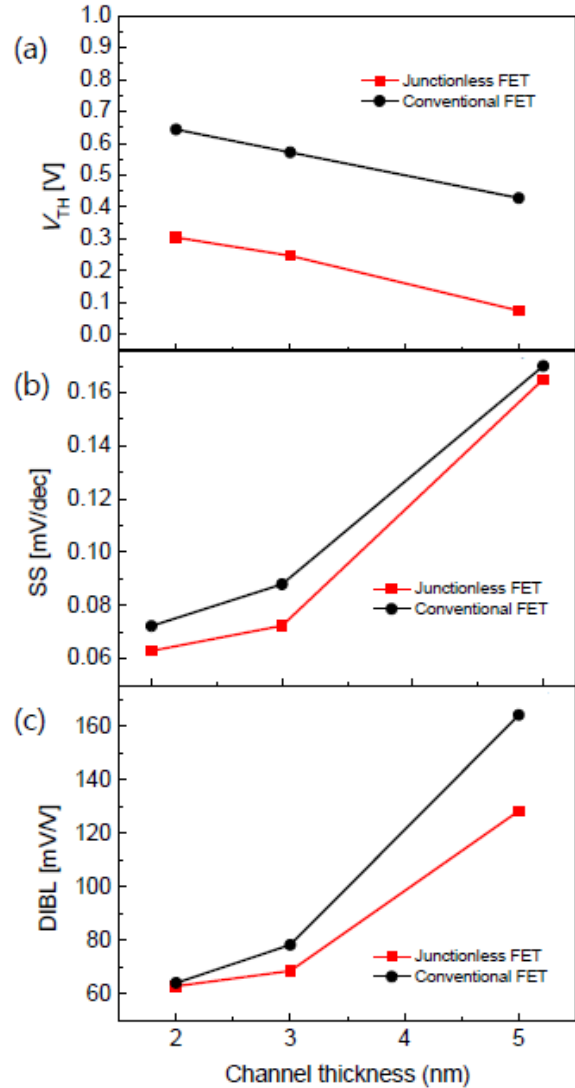 (a)
V_TH [V]
1.0
0.9
0.8
0.7
0.6
0.5
0.4
0.3
0.2
0.1
0.0
Junctionless FET
Conventional FET
(b)
SS [mV/dec]
0.16
0.14
0.12
0.10
0.08
0.06
Junctionless FET
Conventional FET
(c)
DIBL [mV/V]
160
140
120
100
80
60
Junctionless FET
Conventional FET
2 3 4 5
Channel thickness (nm)